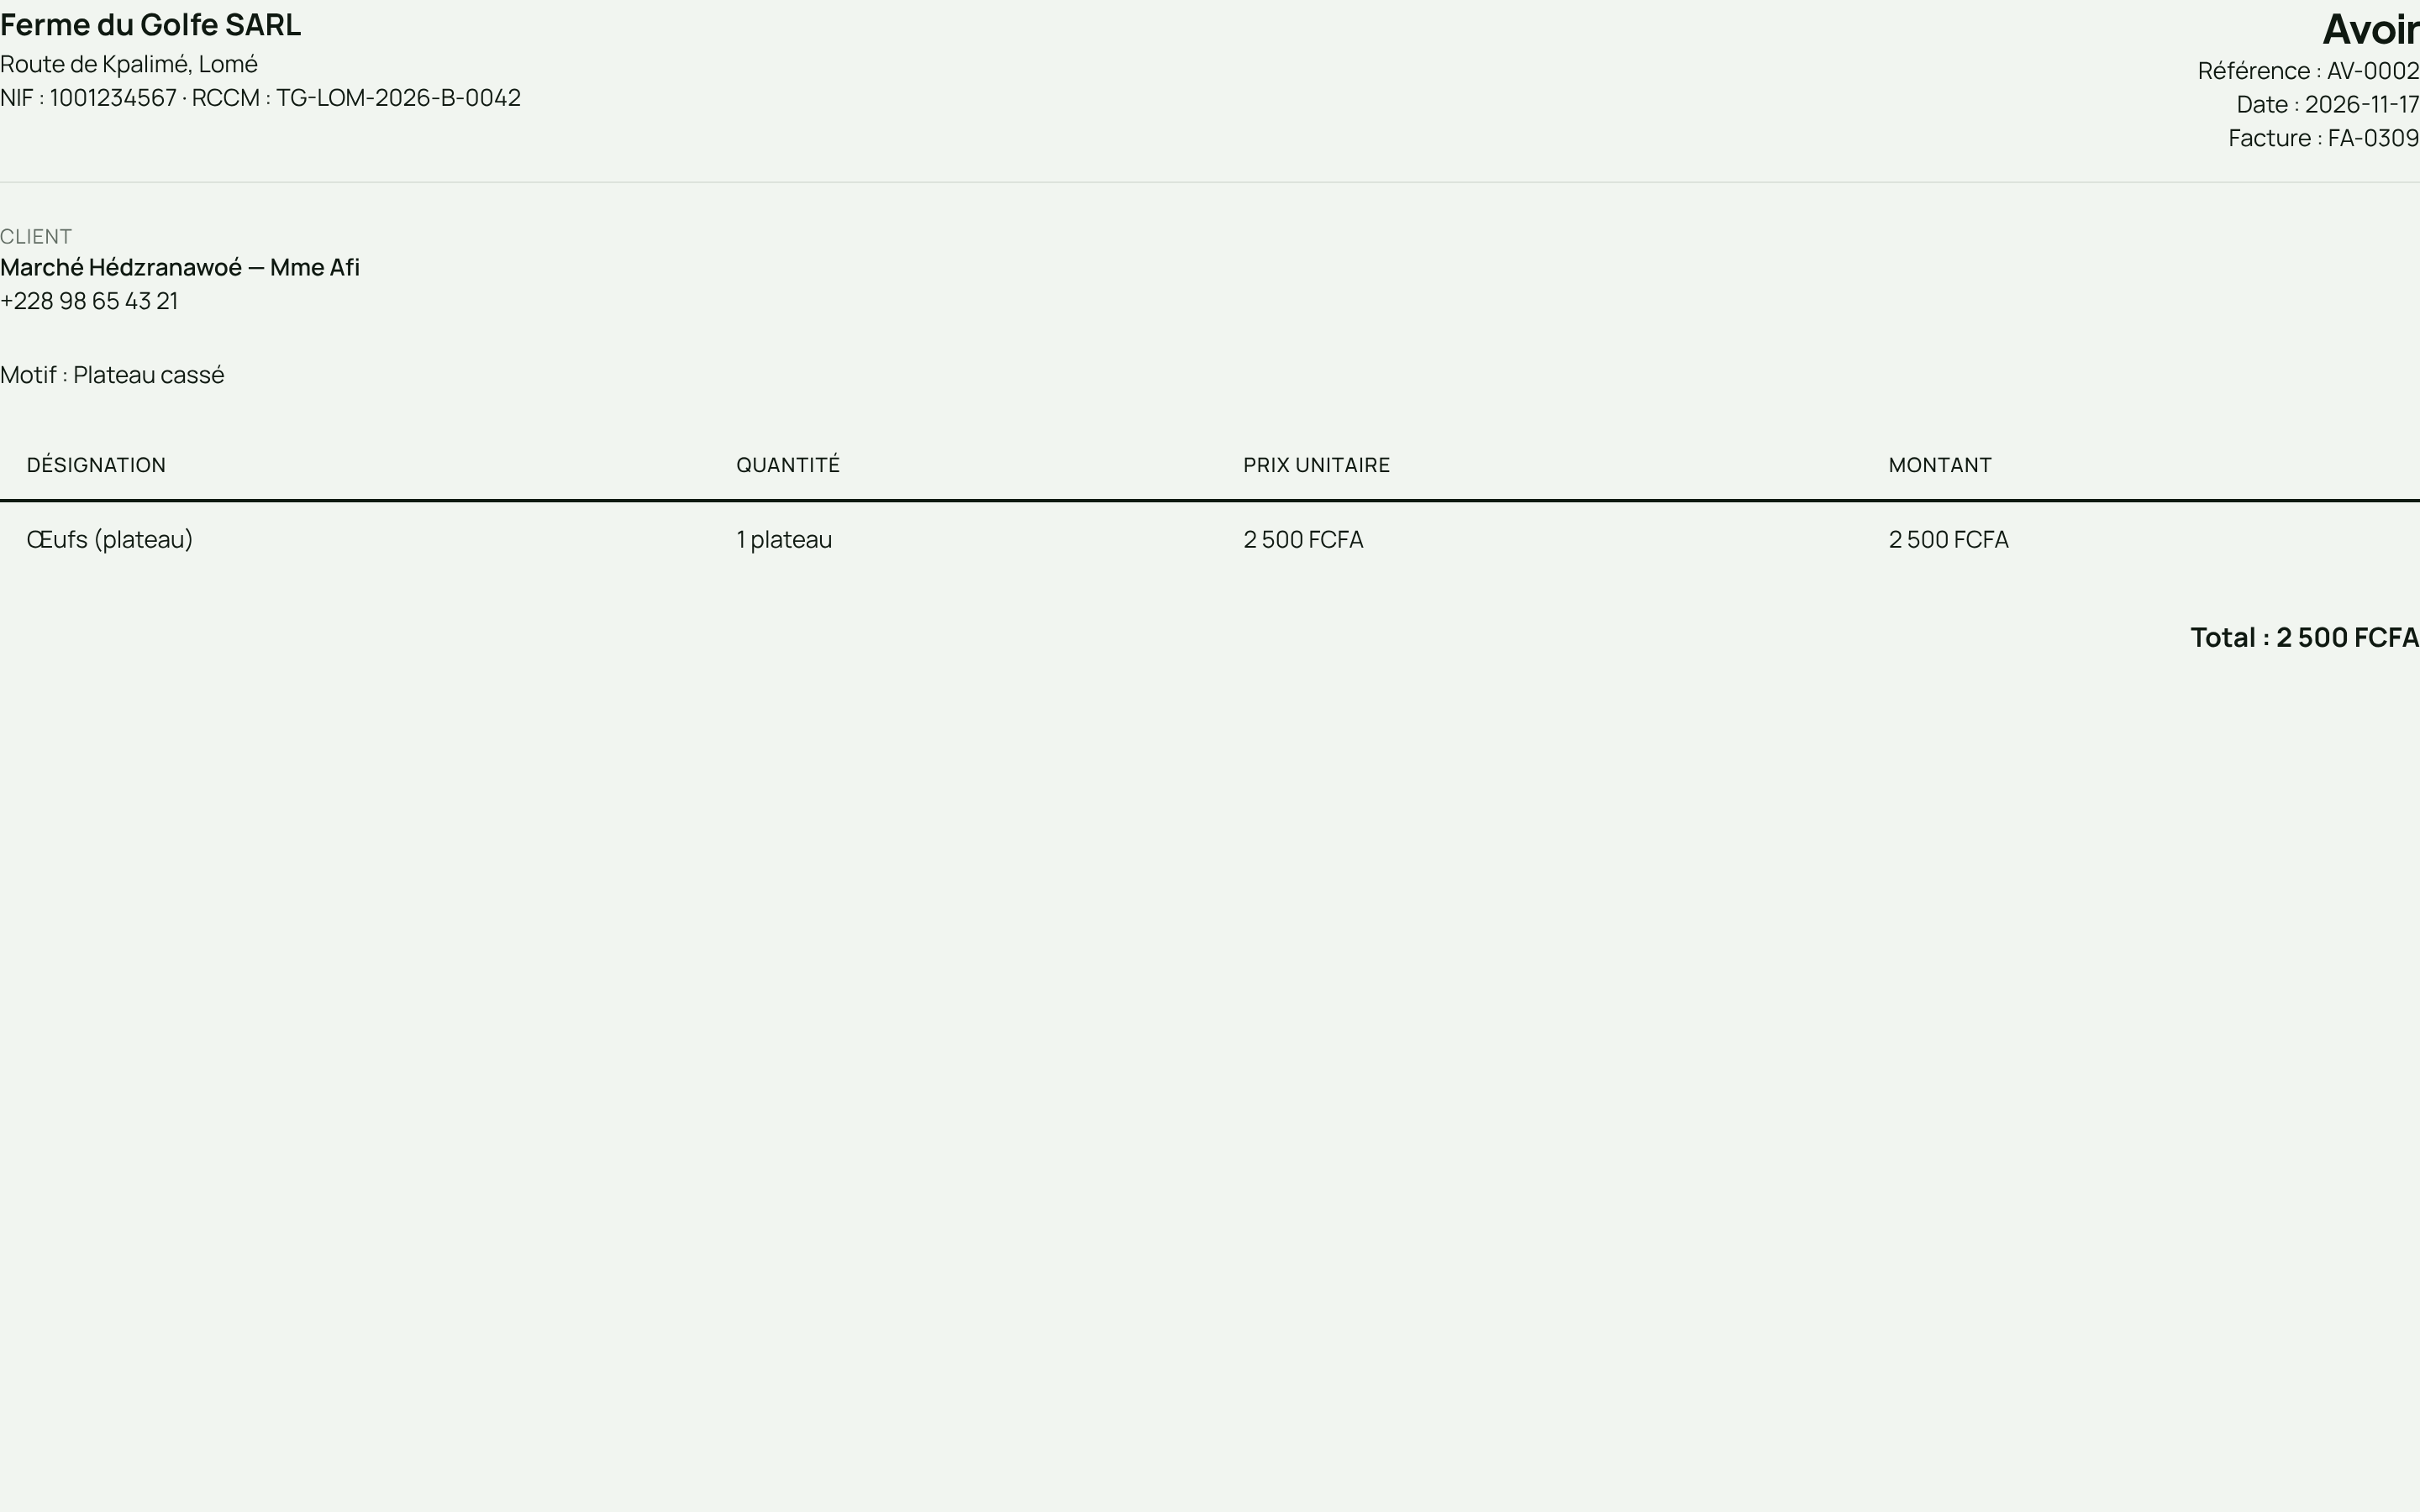 Ferme du Golfe SARL
Route de Kpalimé, Lomé
NIF : 1001234567 · RCCM : TG-LOM-2026-B-0042
Avoir
Référence : AV-0002
Date : 2026-11-17
Facture : FA-0309
CLIENT
Marché Hédzranawoé — Mme Afi
+228 98 65 43 21
Motif : Plateau cassé
DÉSIGNATION QUANTITÉ PRIX UNITAIRE MONTANT
Œufs (plateau) 1 plateau 2 500 FCFA 2 500 FCFA
Total : 2 500 FCFA